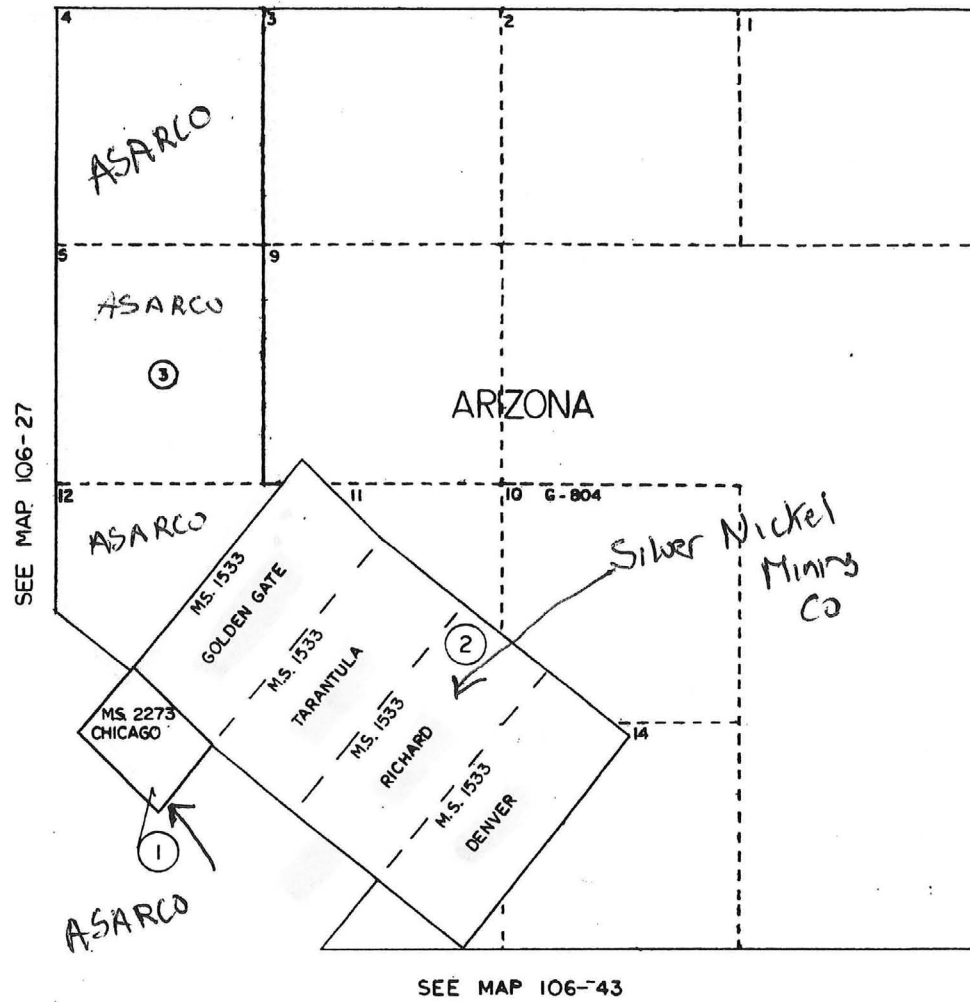 4
3
2
1
ASARCO
5
9
ASARCO
3
ARIZONA
SEE MAP 106-27
12
11
10 G-804
ASARCO
Silver Nickel
Mining
Co
M.S. 1533
GOLDEN GATE
M.S. 1533
TARANTULA
2
M.S. 1533
RICHARD
M.S. 1533
DENVER
14
M.S. 2273
CHICAGO
1
ASARCO
SEE MAP 106-43